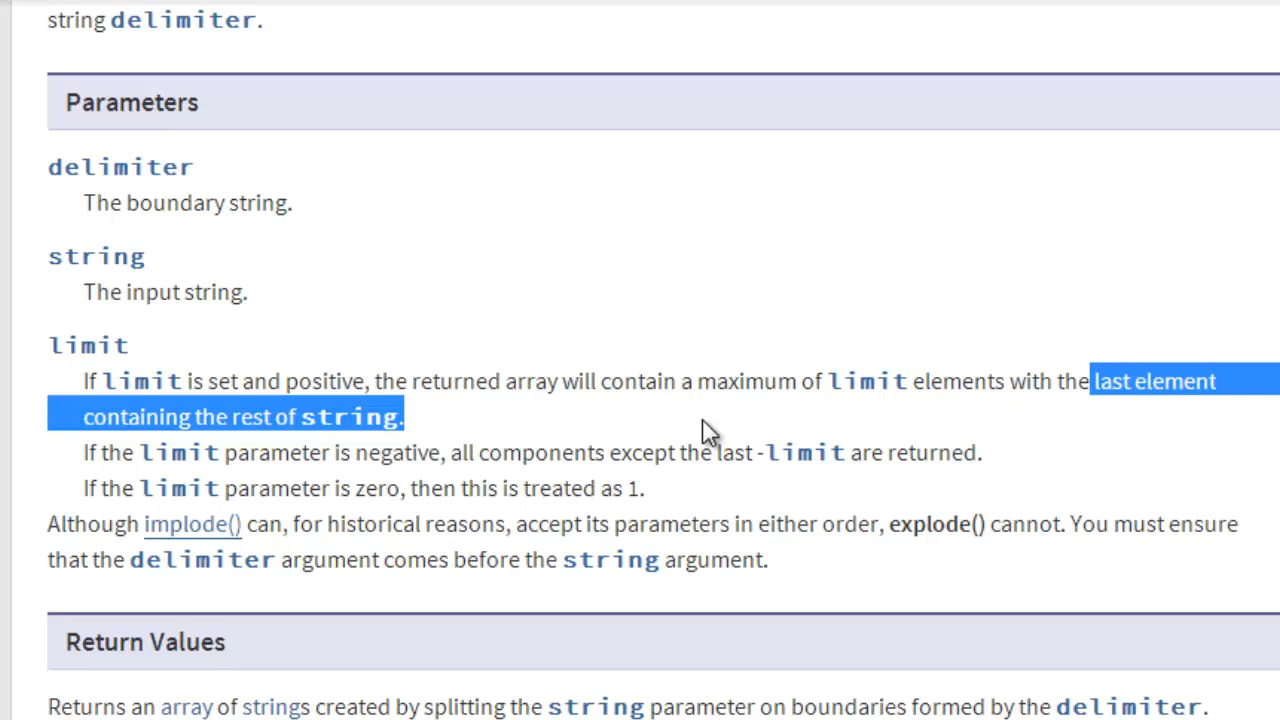 string delimiter.
Parameters
delimiter
The boundary string.
string
The input string.
limit
If limit is set and positive, the returned array will contain a maximum of limit elements with the last element
containing the rest of string.
If the limit parameter is negative, all components except the last -limit are returned.
If the limit parameter is zero, then this is treated as 1.
Although implode() can, for historical reasons, accept its parameters in either order, explode() cannot. You must ensure
that the delimiter argument comes before the string argument.
Return Values
Returns an array of strings created by splitting the string parameter on boundaries formed by the delimiter.